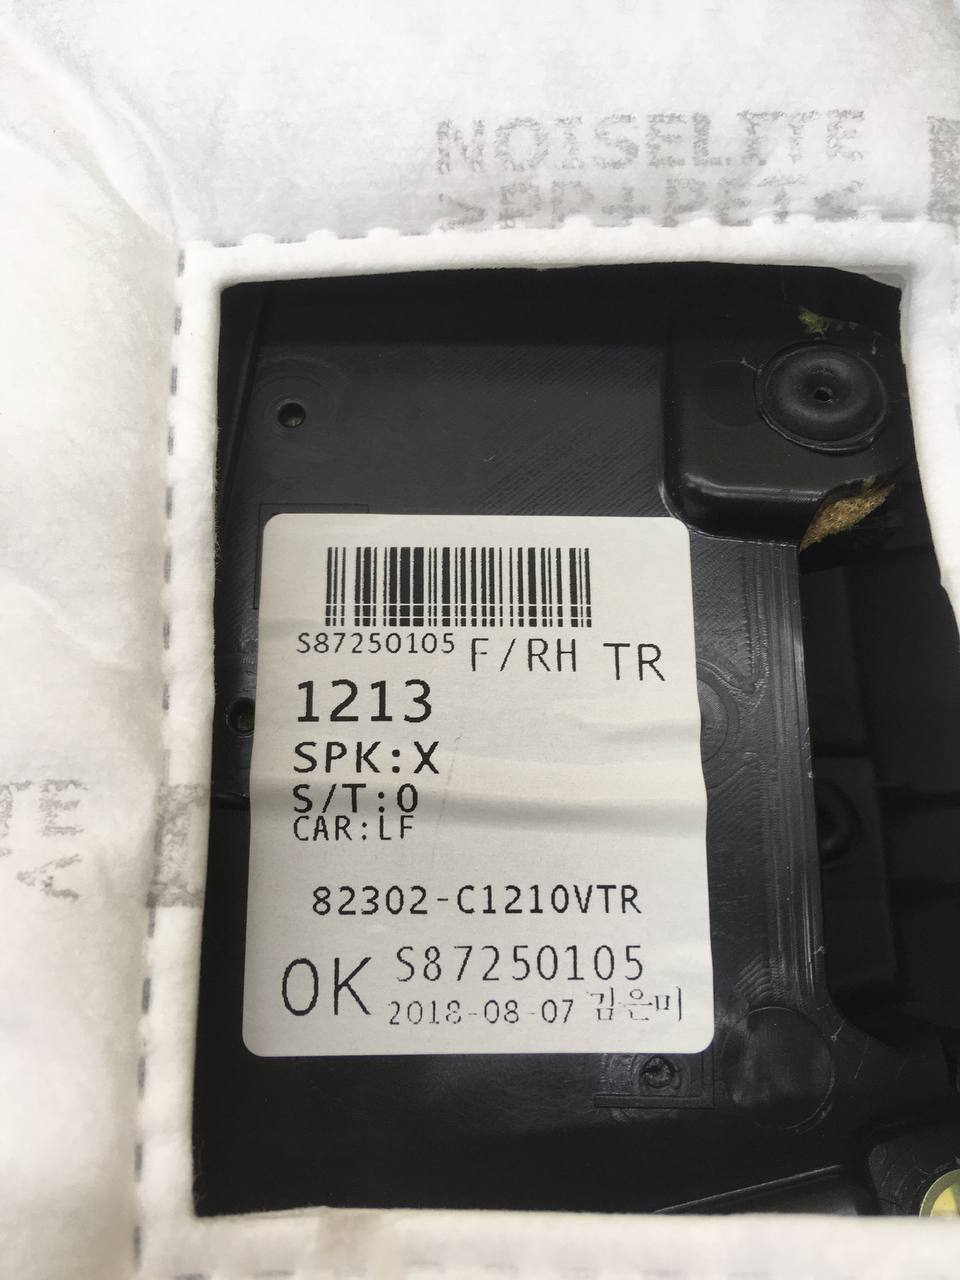 NOISELITE
>PP+PET<
S87250105 F/RH TR
1213
SPK:X
S/T:O
CAR:LF
82302-C1210VTR
OK S87250105
2018-08-07 김은미